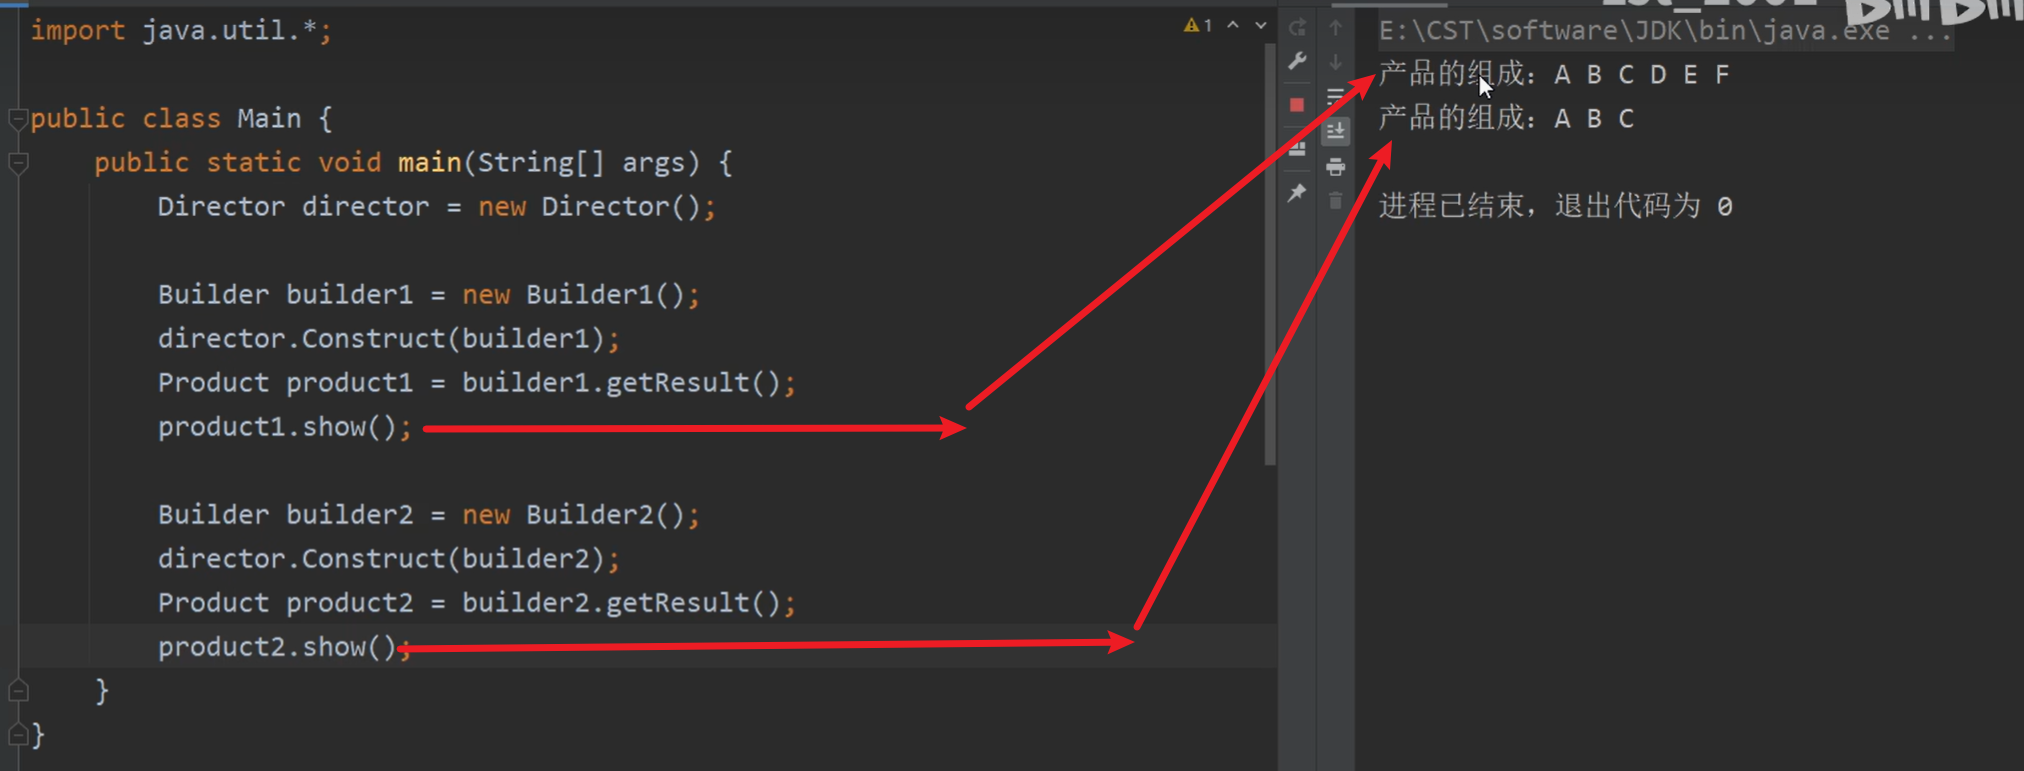 import java.util.*;
public class Main {
public static void main(String[] args) {
Director director = new Director();
Builder builder1 = new Builder1();
director.Construct(builder1);
Product product1 = builder1.getResult();
product1.show();
Builder builder2 = new Builder2();
director.Construct(builder2);
Product product2 = builder2.getResult();
product2.show();
}
}
1
E:\CST\software\JDK\bin\java.exe ...
产品的组成：A B C D E F
产品的组成：A B C
进程已结束，退出代码为 0